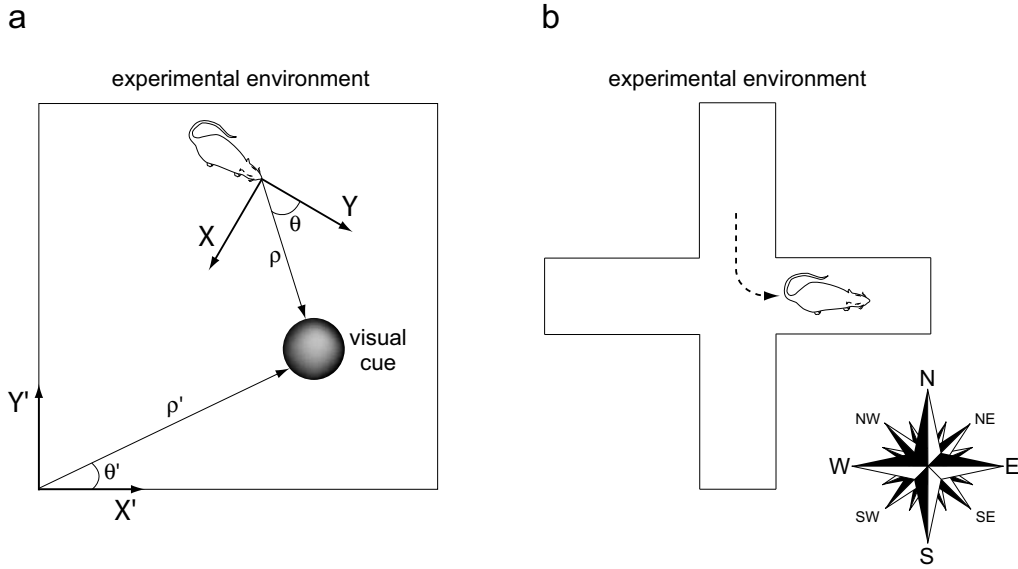 a
experimental environment
X
Y
θ
ρ
visual
cue
Y'
ρ'
θ'
X'
b
experimental environment
N
NW
NE
W
E
SW
SE
S